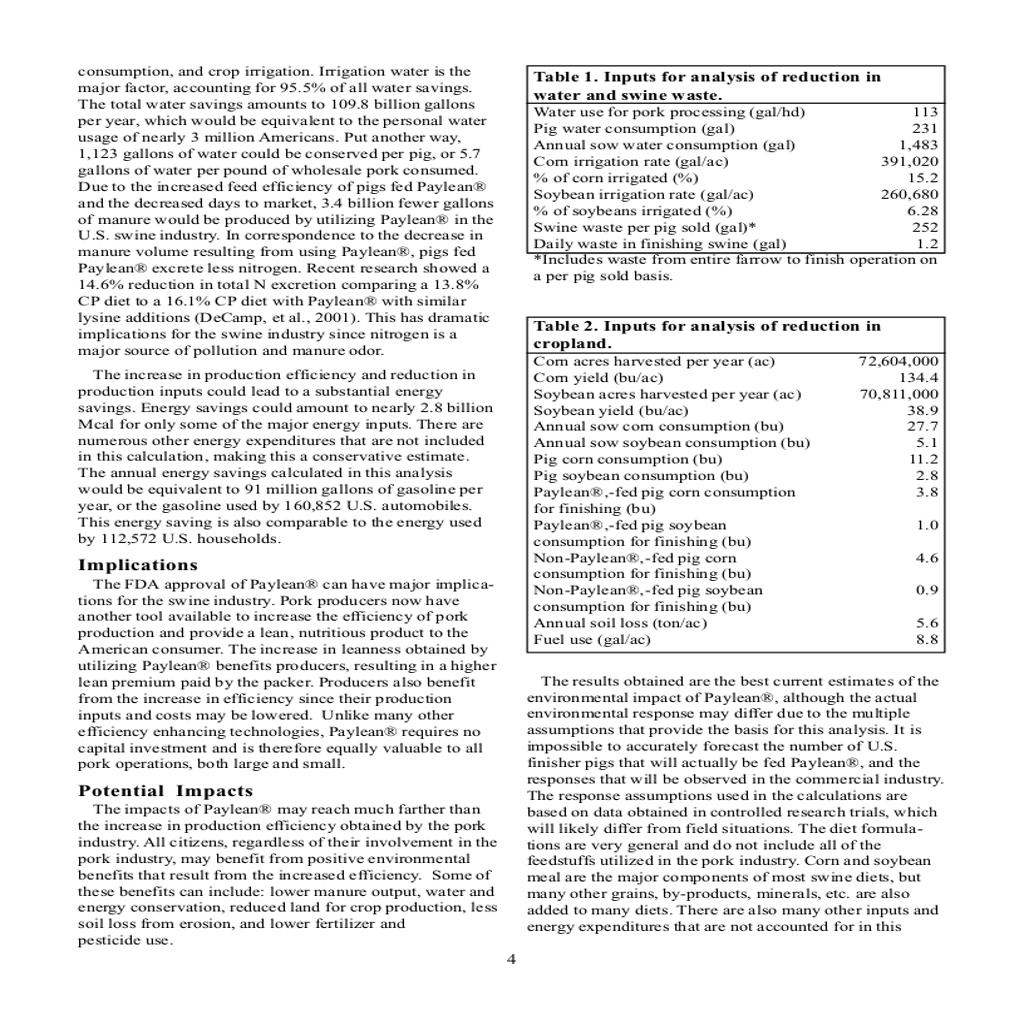 consumption, and crop irrigation. Irrigation water is the
major factor, accounting for 95.5% of all water savings.
The total water savings amounts to 109.8 billion gallons
per year, which would be equivalent to the personal water
usage of nearly 3 million Americans. Put another way,
1,123 gallons of water could be conserved per pig, or 5.7
gallons of water per pound of wholesale pork consumed.
Due to the increased feed efficiency of pigs fed Paylean®
and the decreased days to market, 3.4 billion fewer gallons
of manure would be produced by utilizing Paylean® in the
U.S. swine industry. In correspondence to the decrease in
manure volume resulting from using Paylean®, pigs fed
Paylean® excrete less nitrogen. Recent research showed a
14.6% reduction in total N excretion comparing a 13.8%
CP diet to a 16.1% CP diet with Paylean® with similar
lysine additions (DeCamp, et al., 2001). This has dramatic
implications for the swine industry since nitrogen is a
major source of pollution and manure odor.
The increase in production efficiency and reduction in
production inputs could lead to a substantial energy
savings. Energy savings could amount to nearly 2.8 billion
Mcal for only some of the major energy inputs. There are
numerous other energy expenditures that are not included
in this calculation, making this a conservative estimate.
The annual energy savings calculated in this analysis
would be equivalent to 91 million gallons of gasoline per
year, or the gasoline used by 160,852 U.S. automobiles.
This energy saving is also comparable to the energy used
by 112,572 U.S. households.
Implications
The FDA approval of Paylean® can have major implica-
tions for the swine industry. Pork producers now have
another tool available to increase the efficiency of pork
production and provide a lean, nutritious product to the
American consumer. The increase in leanness obtained by
utilizing Paylean® benefits producers, resulting in a higher
lean premium paid by the packer. Producers also benefit
from the increase in efficiency since their production
inputs and costs may be lowered. Unlike many other
efficiency enhancing technologies, Paylean® requires no
capital investment and is therefore equally valuable to all
pork operations, both large and small.
Potential Impacts
The impacts of Paylean® may reach much farther than
the increase in production efficiency obtained by the pork
industry. All citizens, regardless of their involvement in the
pork industry, may benefit from positive environmental
benefits that result from the increased efficiency. Some of
these benefits can include: lower manure output, water and
energy conservation, reduced land for crop production, less
soil loss from erosion, and lower fertilizer and
pesticide use.
Table 1. Inputs for analysis of reduction in
water and swine waste.
Water use for pork processing (gal/hd) 113
Pig water consumption (gal) 231
Annual sow water consumption (gal) 1,483
Corn irrigation rate (gal/ac) 391,020
% of corn irrigated (%) 15.2
Soybean irrigation rate (gal/ac) 260,680
% of soybeans irrigated (%) 6.28
Swine waste per pig sold (gal)* 252
Daily waste in finishing swine (gal) 1.2
*Includes waste from entire farrow to finish operation on
a per pig sold basis.
Table 2. Inputs for analysis of reduction in
cropland.
Corn acres harvested per year (ac) 72,604,000
Corn yield (bu/ac) 134.4
Soybean acres harvested per year (ac) 70,811,000
Soybean yield (bu/ac) 38.9
Annual sow corn consumption (bu) 27.7
Annual sow soybean consumption (bu) 5.1
Pig corn consumption (bu) 11.2
Pig soybean consumption (bu) 2.8
Paylean®,-fed pig corn consumption 3.8
for finishing (bu)
Paylean®,-fed pig soybean 1.0
consumption for finishing (bu)
Non-Paylean®,-fed pig corn 4.6
consumption for finishing (bu)
Non-Paylean®,-fed pig soybean 0.9
consumption for finishing (bu)
Annual soil loss (ton/ac) 5.6
Fuel use (gal/ac) 8.8
The results obtained are the best current estimates of the
environmental impact of Paylean®, although the actual
environmental response may differ due to the multiple
assumptions that provide the basis for this analysis. It is
impossible to accurately forecast the number of U.S.
finisher pigs that will actually be fed Paylean®, and the
responses that will be observed in the commercial industry.
The response assumptions used in the calculations are
based on data obtained in controlled research trials, which
will likely differ from field situations. The diet formula-
tions are very general and do not include all of the
feedstuffs utilized in the pork industry. Corn and soybean
meal are the major components of most swine diets, but
many other grains, by-products, minerals, etc. are also
added to many diets. There are also many other inputs and
energy expenditures that are not accounted for in this
4